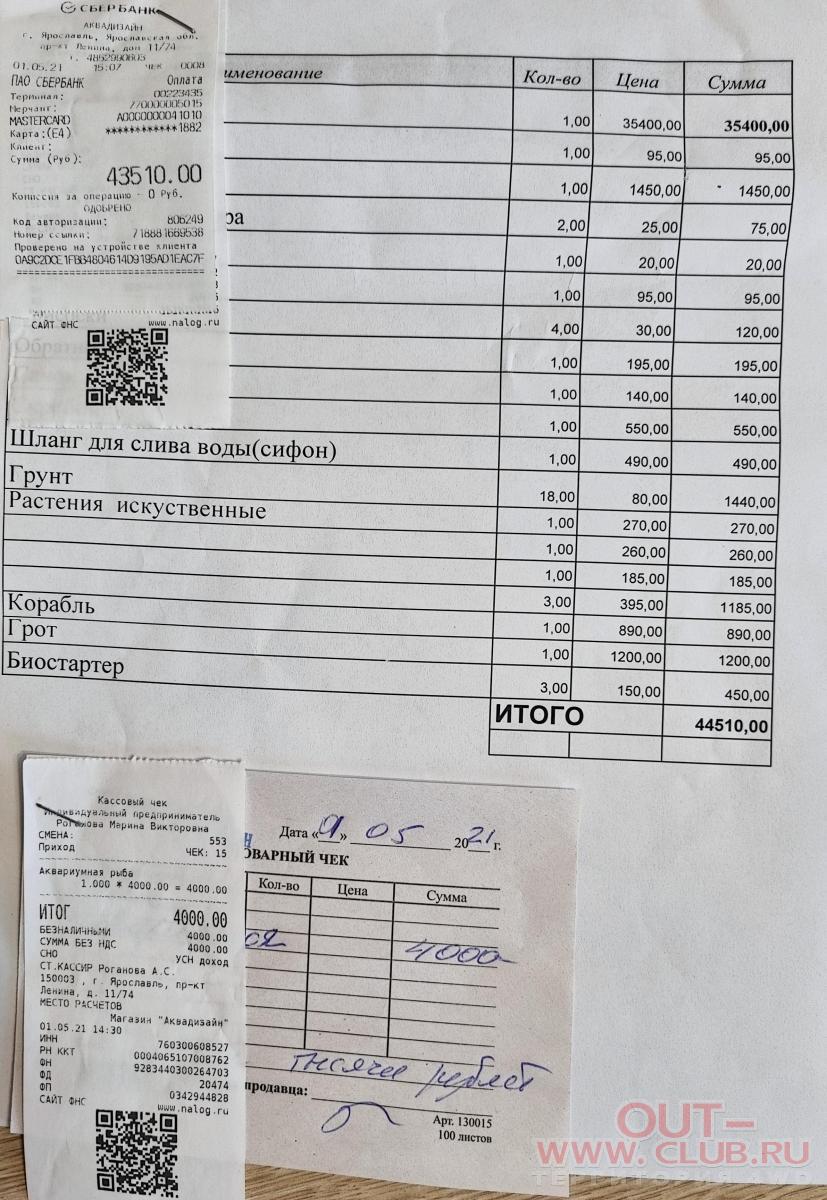 СБЕРБАНК
АКВАДИЗАЙН
г. Ярославль, Ярославская обл.
пр-кт Ленина, дом 11/74
т. 4852990603
01.05.21 15:07 ЧЕК 0008
ПАО СБЕРБАНК Оплата
Терминал: 00223435
Мерчант: 770000005015
MASTERCARD A0000000041010
Карта:(E4) ************1882
Клиент:
Сумма (Руб):
43510.00
Комиссия за операцию - 0 Руб.
ОДОБРЕНО
Код авторизации: 806249
Номер ссылки: 718881669538
Проверено на устройстве клиента
САЙТ ФНС www.nalog.ru
именование Кол-во Цена Сумма
1,00 35400,00 35400,00
1,00 95,00 95,00
1,00 1450,00 1450,00
ра 2,00 25,00 75,00
1,00 20,00 20,00
1,00 95,00 95,00
4,00 30,00 120,00
1,00 195,00 195,00
1,00 140,00 140,00
1,00 550,00 550,00
Шланг для слива воды(сифон) 1,00 490,00 490,00
Грунт 18,00 80,00 1440,00
Растения искуственные 1,00 270,00 270,00
1,00 260,00 260,00
1,00 185,00 185,00
3,00 395,00 1185,00
Корабль 1,00 890,00 890,00
Грот 1,00 1200,00 1200,00
Биостартер 3,00 150,00 450,00
ИТОГО 44510,00
Кассовый чек
Индивидуальный предприниматель
Роганова Марина Викторовна
СМЕНА: 553
Приход ЧЕК: 15
Аквариумная рыба
1.000 * 4000.00 = 4000.00
ИТОГ 4000.00
БЕЗНАЛИЧНЫМИ 4000.00
СУММА БЕЗ НДС 4000.00
СНО УСН доход
СТ.КАССИР Роганова А.С.
150003 , г. Ярославль, пр-кт
Ленина, д. 11/74
МЕСТО РАСЧЕТОВ
Магазин "Аквадизайн"
01.05.21 14:30
ИНН 760300608527
РН ККТ 0004065107008762
ФН 9283440300264703
ФД 20474
ФП 0342944828
САЙТ ФНС www.nalog.ru
Дата «01» 05 2021 г.
ОВАРНЫЙ ЧЕК
Кол-во Цена Сумма
4000-
тысячи рублей
продавца:
Арт. 130015
100 листов
OUT-
WWW.CLUB.RU
ТЕРРИТОРИЯ 4WD